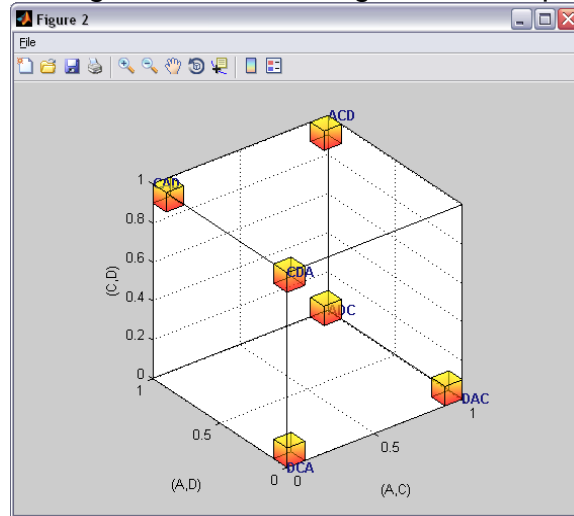 Figure 2
File
ACD
CAD
1
0.8
0.6
0.4
0.2
0
(C,D)
CDA
ADC
DAC
DCA
1
0.5
0
(A,D)
0
0.5
1
(A,C)